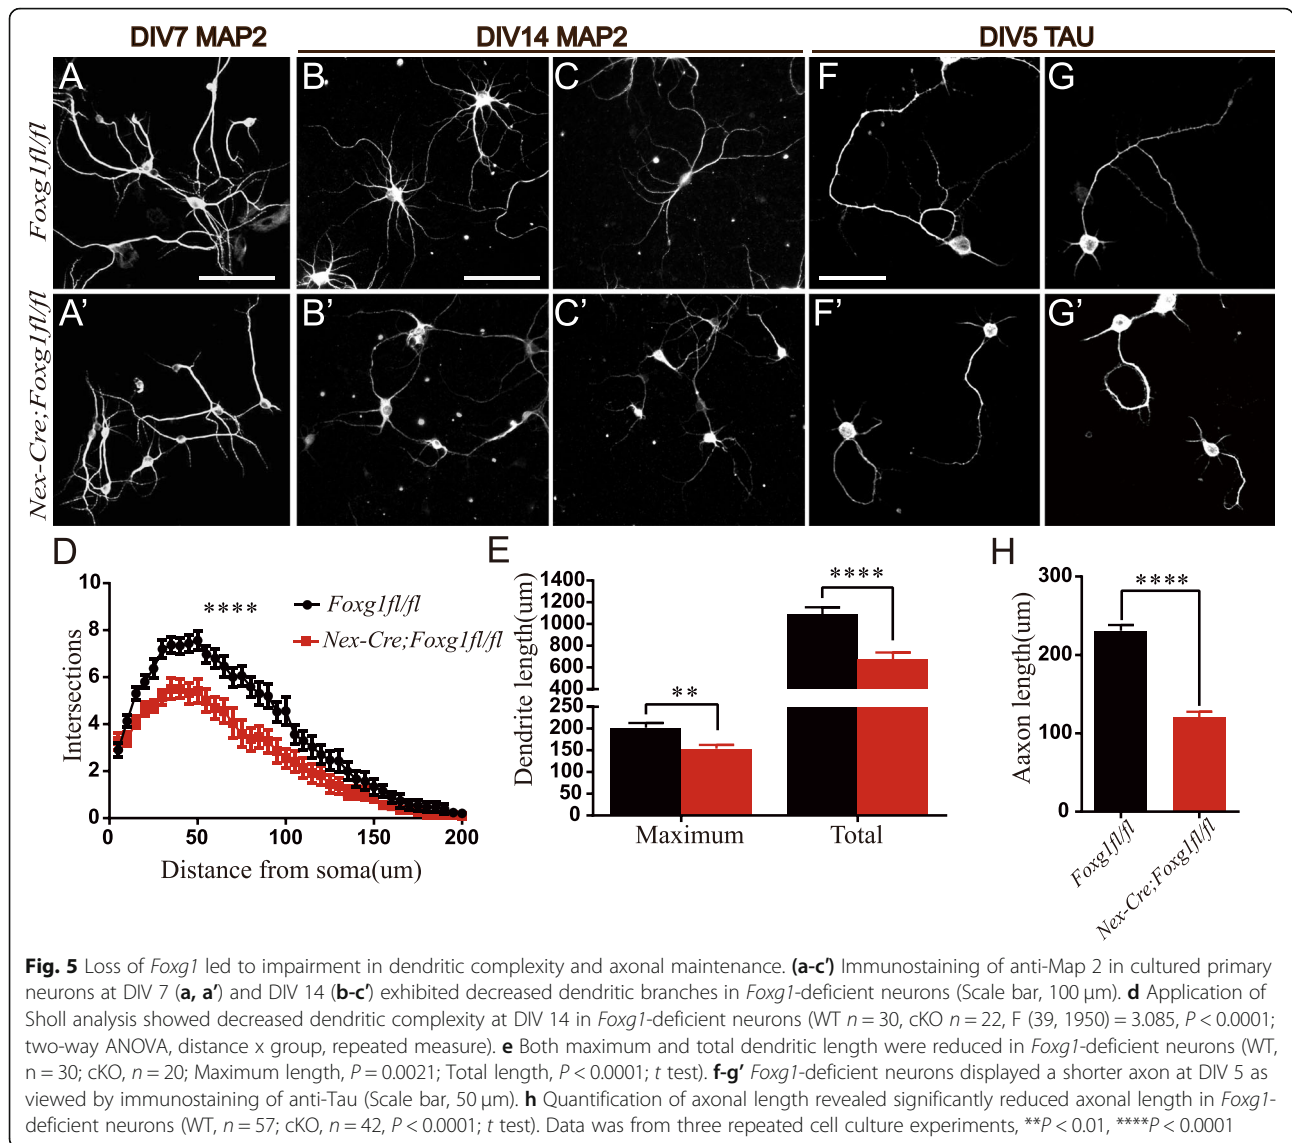 DIV7 MAP2
DIV14 MAP2
DIV5 TAU
Foxg1fl/fl
A
B
C
F
G
Nex-Cre;Foxg1fl/fl
A'
B'
C'
F'
G'
D
10
8
6
4
2
0
Intersections
****
Foxg1fl/fl
Nex-Cre;Foxg1fl/fl
0
50
100
150
200
Distance from soma(um)
E
Dendrite length(um)
1400
1200
1000
800
600
400
250
200
150
100
50
0
**
****
Maximum
Total
H
Aaxon length(um)
300
200
100
0
****
Foxg1fl/fl
Nex-Cre;Foxg1fl/fl
Fig. 5 Loss of Foxg1 led to impairment in dendritic complexity and axonal maintenance. (a-c') Immunostaining of anti-Map 2 in cultured primary
neurons at DIV 7 (a, a') and DIV 14 (b-c') exhibited decreased dendritic branches in Foxg1-deficient neurons (Scale bar, 100 μm). d Application of
Sholl analysis showed decreased dendritic complexity at DIV 14 in Foxg1-deficient neurons (WT n = 30, cKO n = 22, F (39, 1950) = 3.085, P < 0.0001;
two-way ANOVA, distance x group, repeated measure). e Both maximum and total dendritic length were reduced in Foxg1-deficient neurons (WT,
n = 30; cKO, n = 20; Maximum length, P = 0.0021; Total length, P < 0.0001; t test). f-g' Foxg1-deficient neurons displayed a shorter axon at DIV 5 as
viewed by immunostaining of anti-Tau (Scale bar, 50 μm). h Quantification of axonal length revealed significantly reduced axonal length in Foxg1-
deficient neurons (WT, n = 57; cKO, n = 42, P < 0.0001; t test). Data was from three repeated cell culture experiments, **P < 0.01, ****P < 0.0001